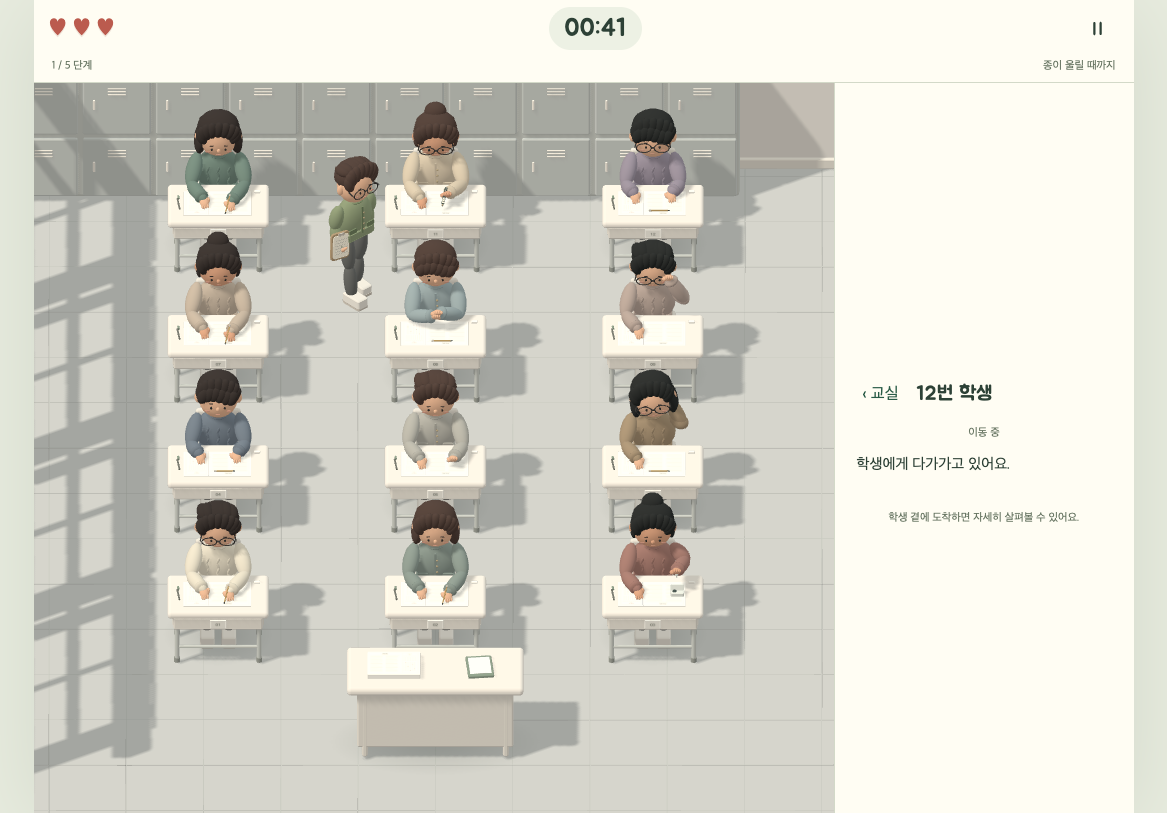 00:41
1 / 5 단계
종이 울릴 때까지
‹ 교실 12번 학생
이동 중
학생에게 다가가고 있어요.
학생 곁에 도착하면 자세히 살펴볼 수 있어요.